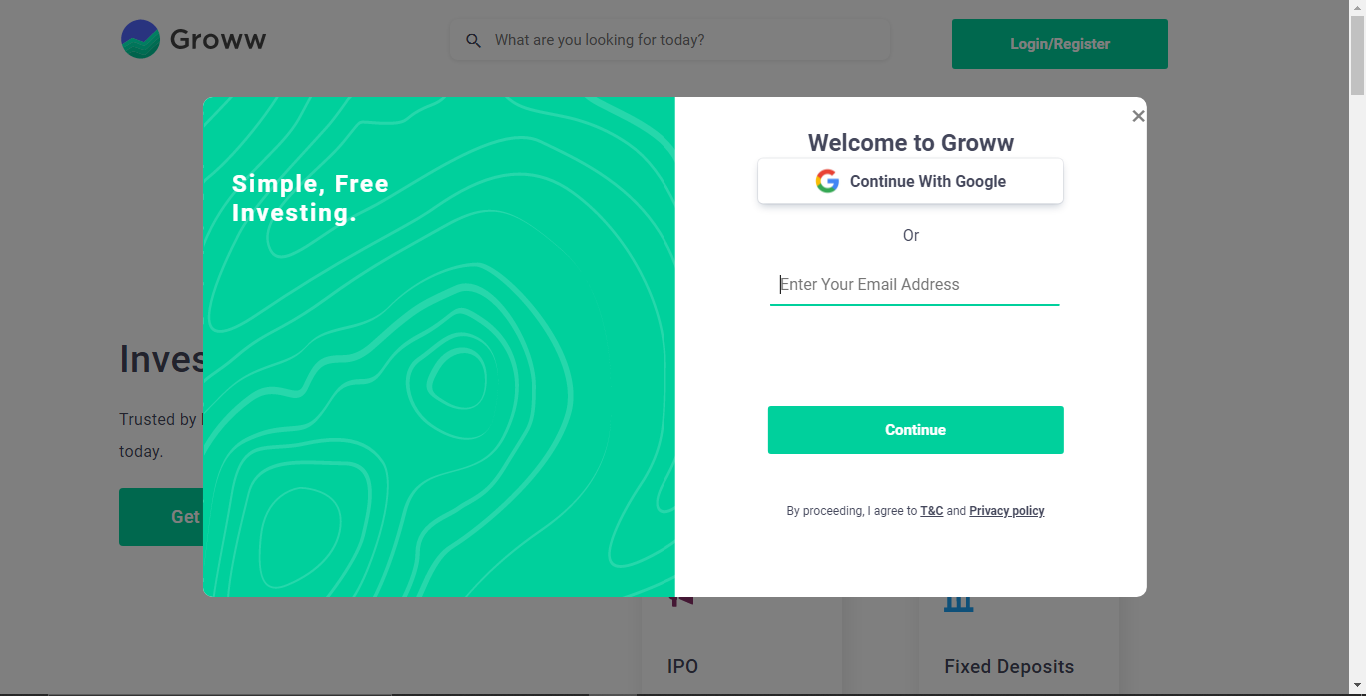 Groww
What are you looking for today?
Login/Register
Simple, Free
Investing.
Welcome to Groww
Continue With Google
Or
Enter Your Email Address
Continue
By proceeding, I agree to T&C and Privacy policy
Trusted by
today.
Get
IPO
Fixed Deposits